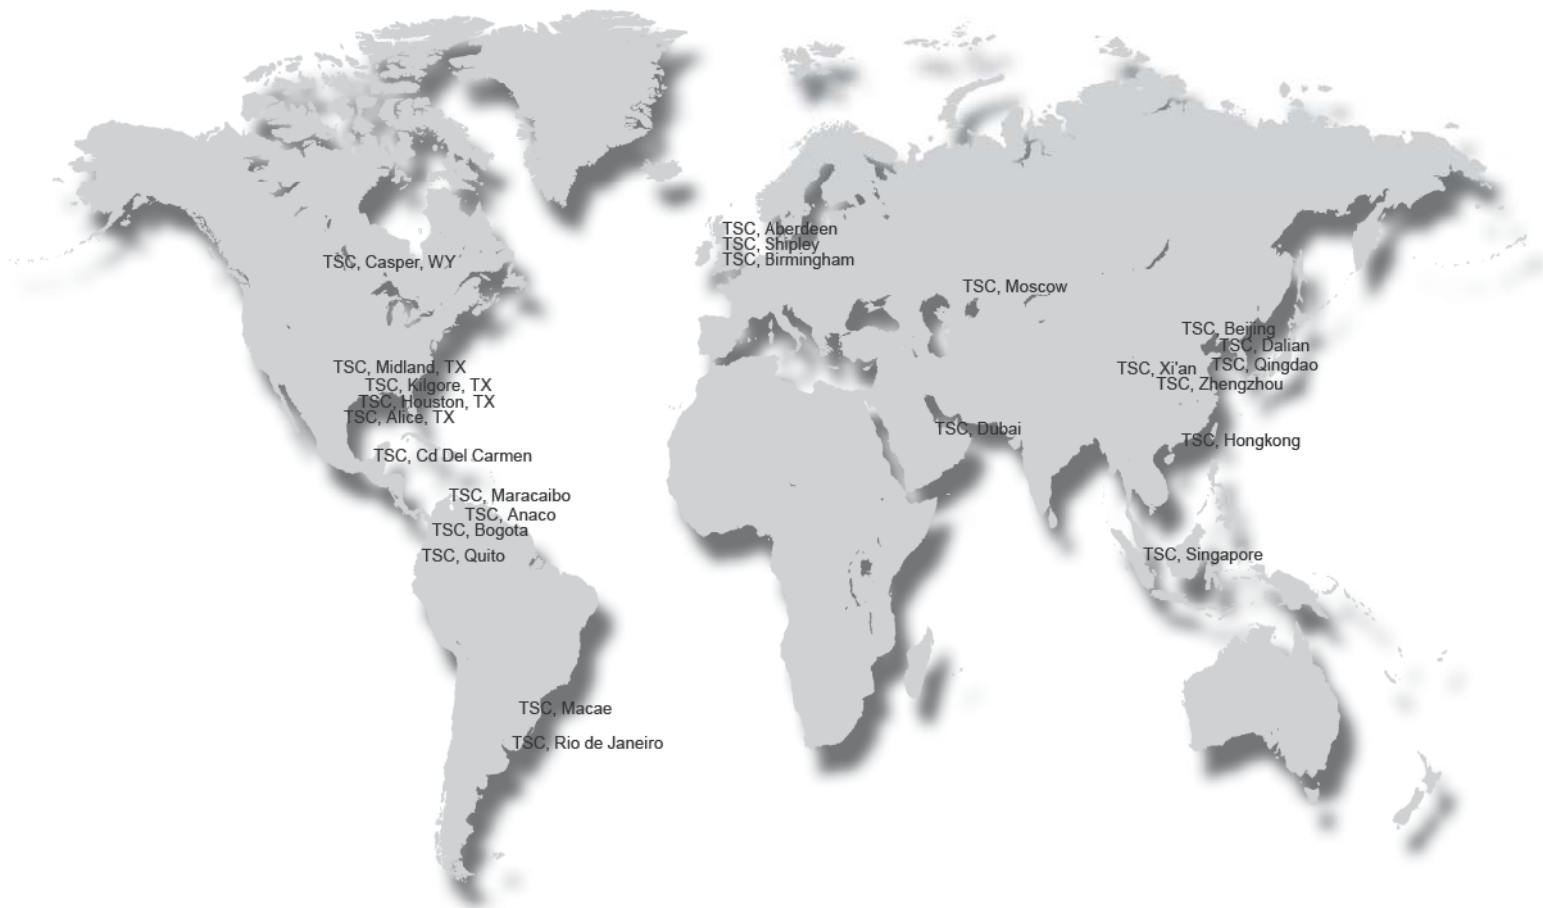 TSC, Aberdeen
TSC, Shipley
TSC, Birmingham
TSC, Casper, WY
TSC, Moscow
TSC, Beijing
TSC, Dalian
TSC, Qingdao
TSC, Xi'an
TSC, Zhengzhou
TSC, Midland, TX
TSC, Kilgore, TX
TSC, Houston, TX
TSC, Alice, TX
TSC, Dubai
TSC, Hongkong
TSC, Cd Del Carmen
TSC, Maracaibo
TSC, Anaco
TSC, Bogota
TSC, Quito
TSC, Singapore
TSC, Macae
TSC, Rio de Janeiro